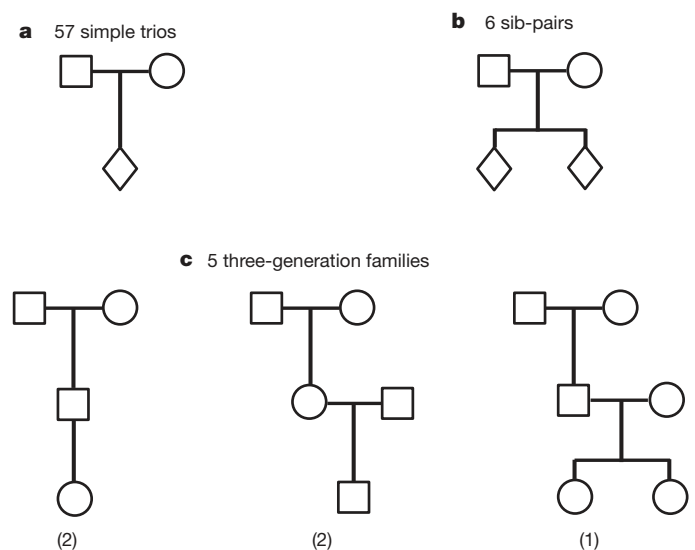 a 57 simple trios
b 6 sib-pairs
c 5 three-generation families
(2)
(2)
(1)